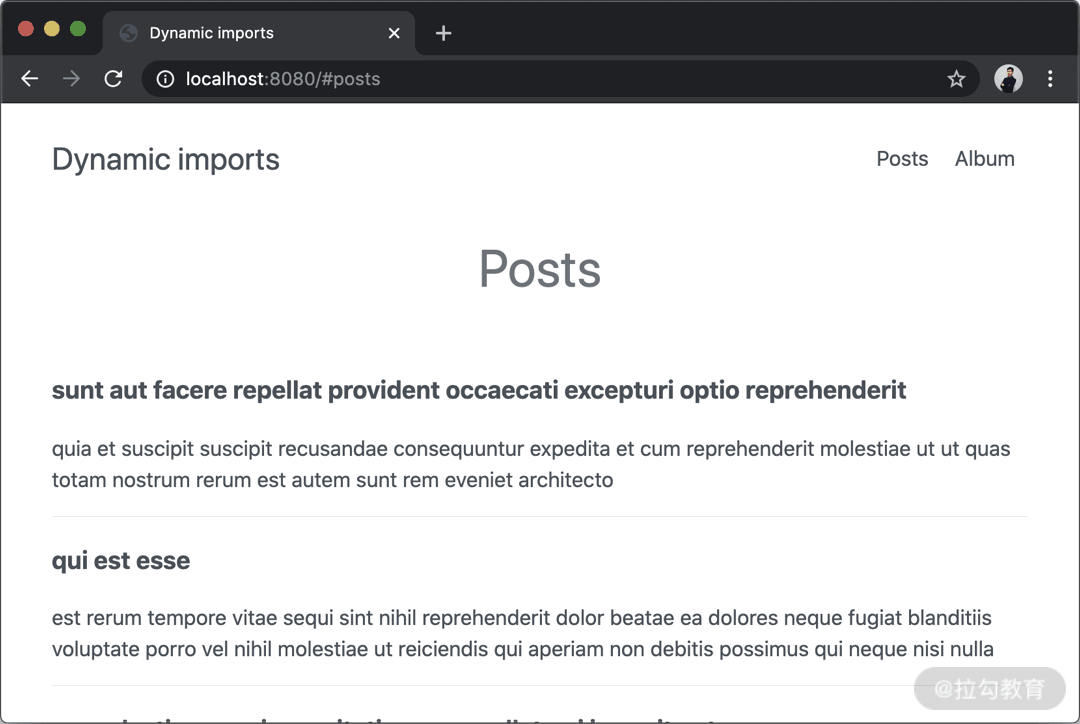 Dynamic imports
localhost:8080/#posts
Dynamic imports
Posts Album
Posts
sunt aut facere repellat provident occaecati excepturi optio reprehenderit
quia et suscipit suscipit recusandae consequuntur expedita et cum reprehenderit molestiae ut ut quas
totam nostrum rerum est autem sunt rem eveniet architecto
qui est esse
est rerum tempore vitae sequi sint nihil reprehenderit dolor beatae ea dolores neque fugiat blanditiis
voluptate porro vel nihil molestiae ut reiciendis qui aperiam non debitis possimus qui neque nisi nulla
@拉勾教育